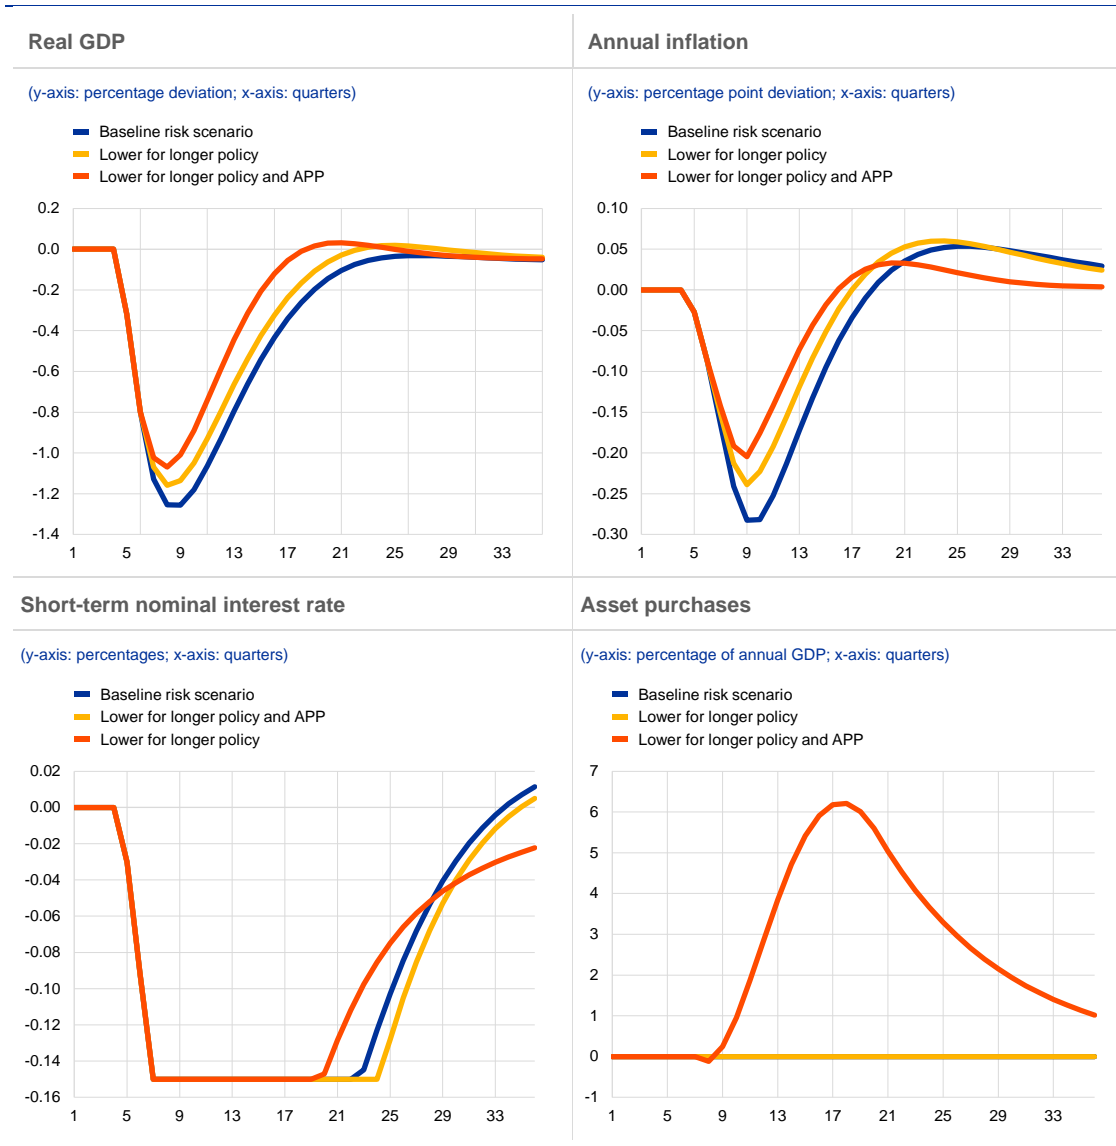 Real GDP
(y-axis: percentage deviation; x-axis: quarters)
Baseline risk scenario
Lower for longer policy
Lower for longer policy and APP
0.2
0.0
-0.2
-0.4
-0.6
-0.8
-1.0
-1.2
-1.4
1 5 9 13 17 21 25 29 33
Annual inflation
(y-axis: percentage point deviation; x-axis: quarters)
Baseline risk scenario
Lower for longer policy
Lower for longer policy and APP
0.10
0.05
0.00
-0.05
-0.10
-0.15
-0.20
-0.25
-0.30
1 5 9 13 17 21 25 29 33
Short-term nominal interest rate
(y-axis: percentages; x-axis: quarters)
Baseline risk scenario
Lower for longer policy and APP
Lower for longer policy
0.02
0.00
-0.02
-0.04
-0.06
-0.08
-0.10
-0.12
-0.14
-0.16
1 5 9 13 17 21 25 29 33
Asset purchases
(y-axis: percentage of annual GDP; x-axis: quarters)
Baseline risk scenario
Lower for longer policy
Lower for longer policy and APP
7
6
5
4
3
2
1
0
-1
1 5 9 13 17 21 25 29 33